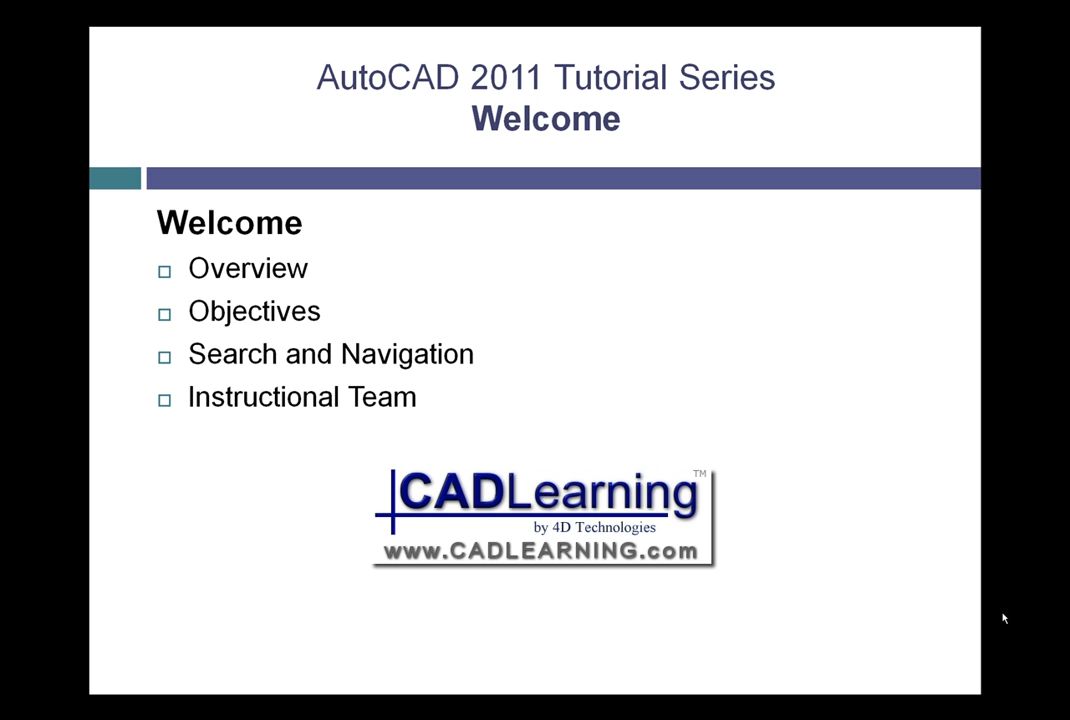 AutoCAD 2011 Tutorial Series
Welcome
Welcome
Overview
Objectives
Search and Navigation
Instructional Team
CADLearning™
by 4D Technologies
www.CADLEARNING.com